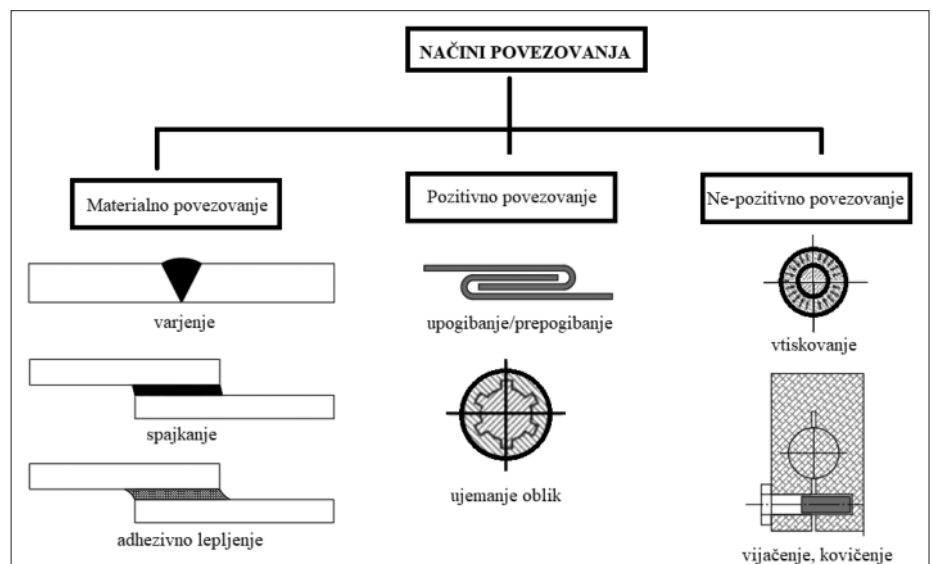 NAČINI POVEZOVANJA
Materialno povezovanje
Pozitivno povezovanje
Ne-pozitivno povezovanje
varjenje
upogibanje/prepogibanje
vtiskovanje
spajkanje
ujemanje oblik
adhezivno lepljenje
vijačenje, kovičenje